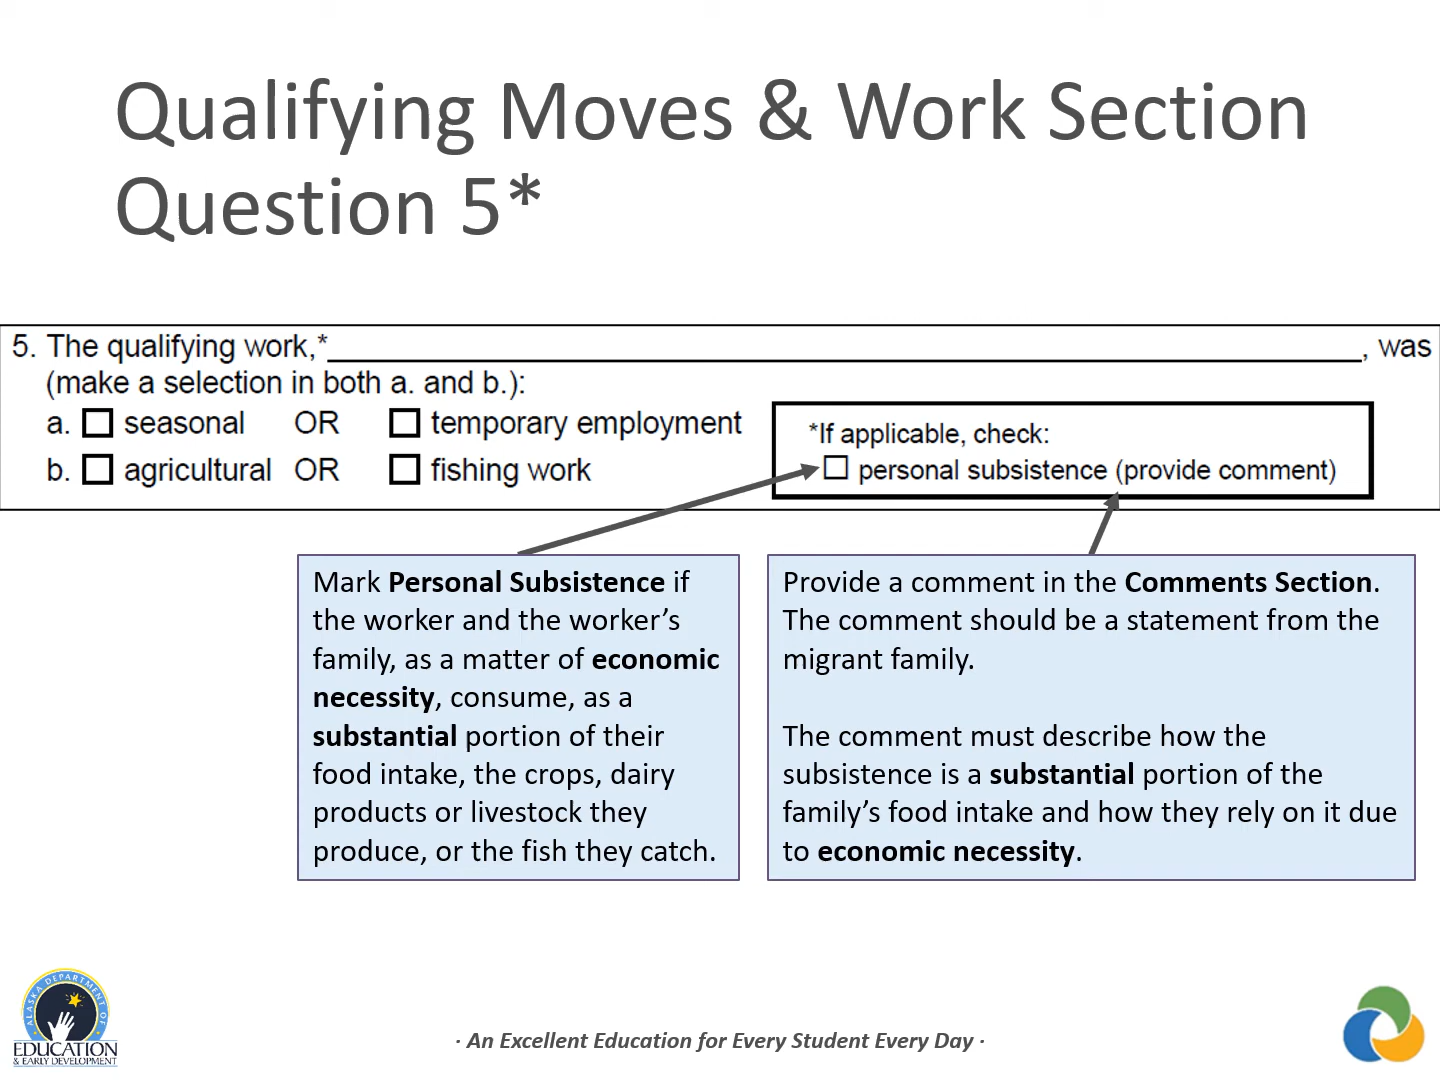 Qualifying Moves & Work Section
Question 5*
5. The qualifying work,* , was
(make a selection in both a. and b.):
a. seasonal OR temporary employment
b. agricultural OR fishing work
*If applicable, check:
personal subsistence (provide comment)
Mark Personal Subsistence if
the worker and the worker’s
family, as a matter of economic
necessity, consume, as a
substantial portion of their
food intake, the crops, dairy
products or livestock they
produce, or the fish they catch.
Provide a comment in the Comments Section.
The comment should be a statement from the
migrant family.
The comment must describe how the
subsistence is a substantial portion of the
family’s food intake and how they rely on it due
to economic necessity.
ALASKA DEPARTMENT OF
EDUCATION
& EARLY DEVELOPMENT
· An Excellent Education for Every Student Every Day ·